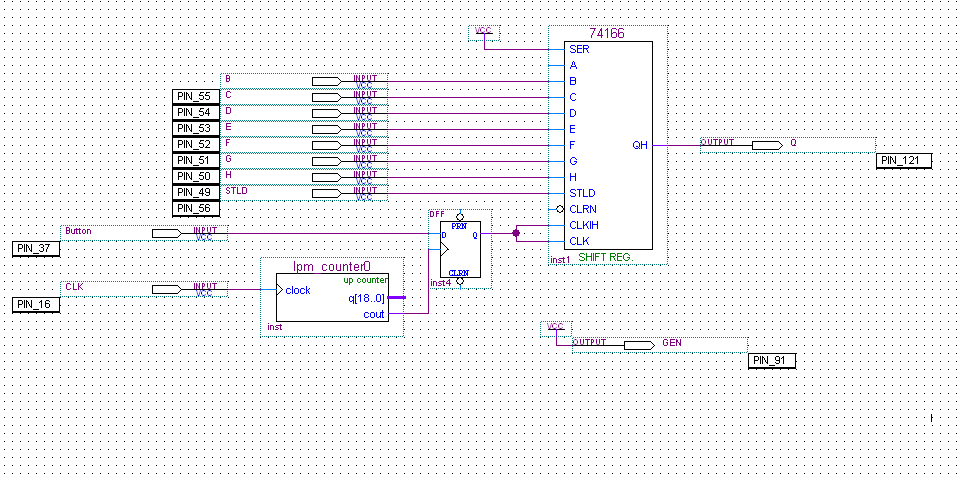 VCC
74166
SER
A
B INPUT VCC B
PIN_55 C INPUT VCC C
PIN_54 D INPUT VCC D
PIN_53 E INPUT VCC E
PIN_52 F INPUT VCC F QH OUTPUT Q
PIN_51 G INPUT VCC G PIN_121
PIN_50 H INPUT VCC H
PIN_49 STLD INPUT VCC STLD
PIN_56 CLRN
DFF
PRN
Button INPUT VCC D Q CLKIH
PIN_37 CLK
CLRN
inst4
inst1 SHIFT REG.
lpm_counter0
up counter
CLK INPUT VCC clock
PIN_16 q[18..0]
cout
inst
VCC
OUTPUT GEN
PIN_91